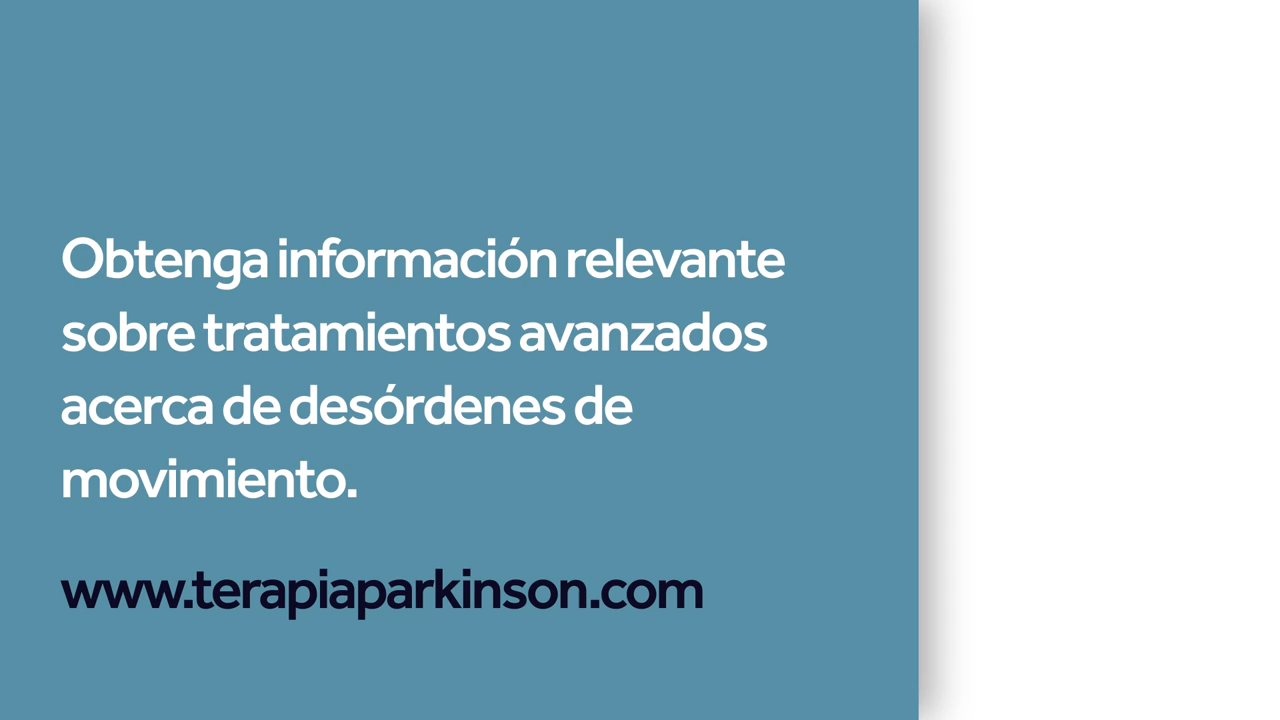 Obtenga información relevante
sobre tratamientos avanzados
acerca de desórdenes de
movimiento.
www.terapiaparkinson.com